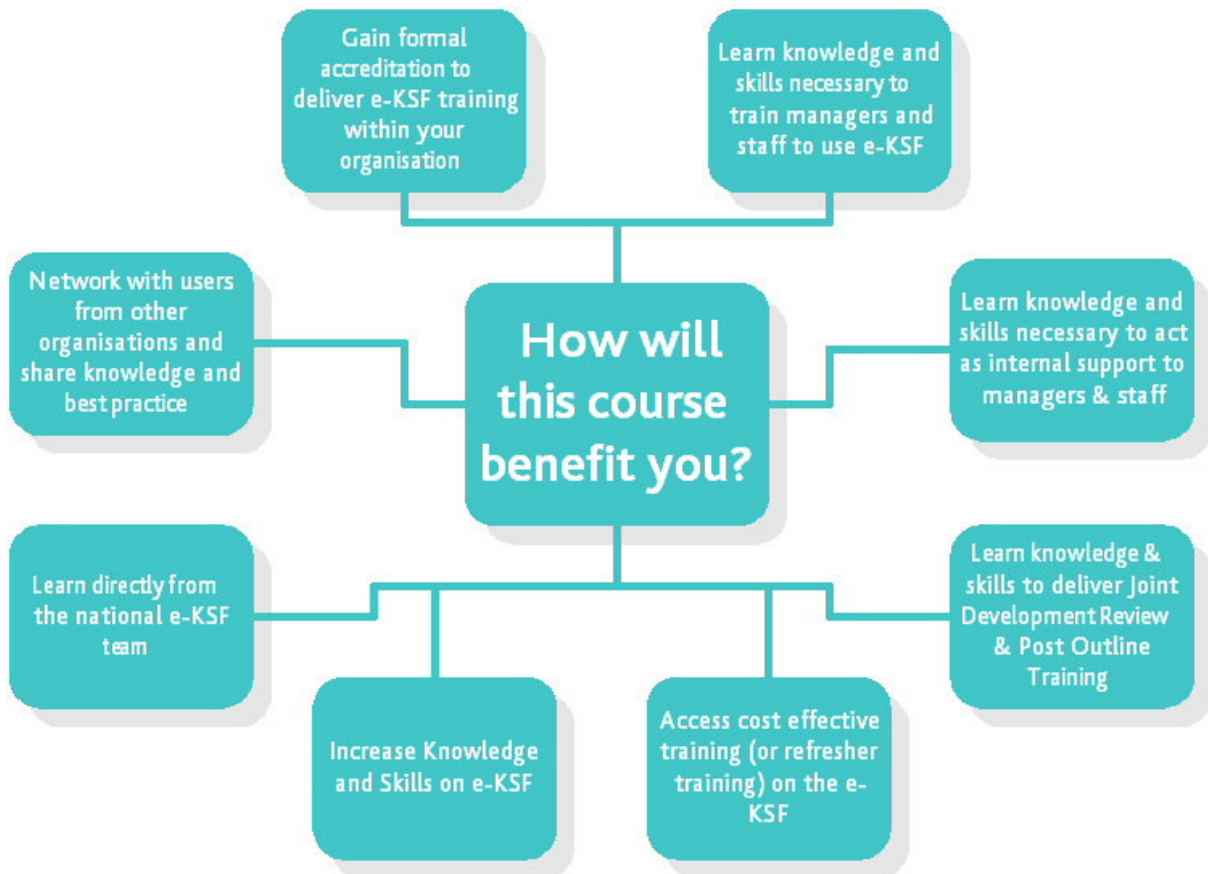 Gain formal
accreditation to
deliver e-KSF training
within your
organisation
Learn knowledge and
skills necessary to
train managers and
staff to use e-KSF
Network with users
from other
organisations and
share knowledge and
best practice
How will
this course
benefit you?
Learn knowledge and
skills necessary to act
as internal support to
managers & staff
Learn directly from
the national e-KSF
team
Learn knowledge &
skills to deliver Joint
Development Review
& Post Outline
Training
Increase Knowledge
and Skills on e-KSF
Access cost effective
training (or refresher
training) on the e-
KSF